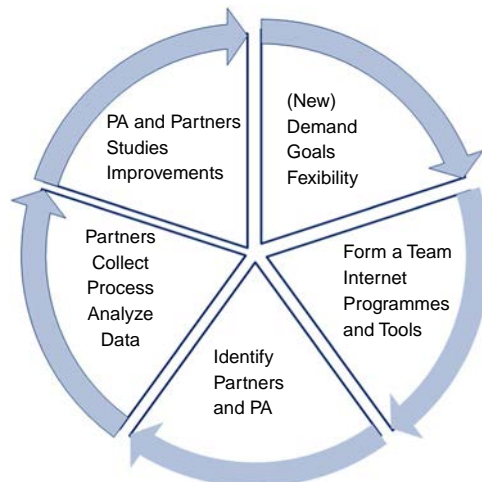 (New)
Demand
Goals
Fexibility
Form a Team
Internet
Programmes
and Tools
Identify
Partners
and PA
Partners
Collect
Process
Analyze
Data
PA and Partners
Studies
Improvements